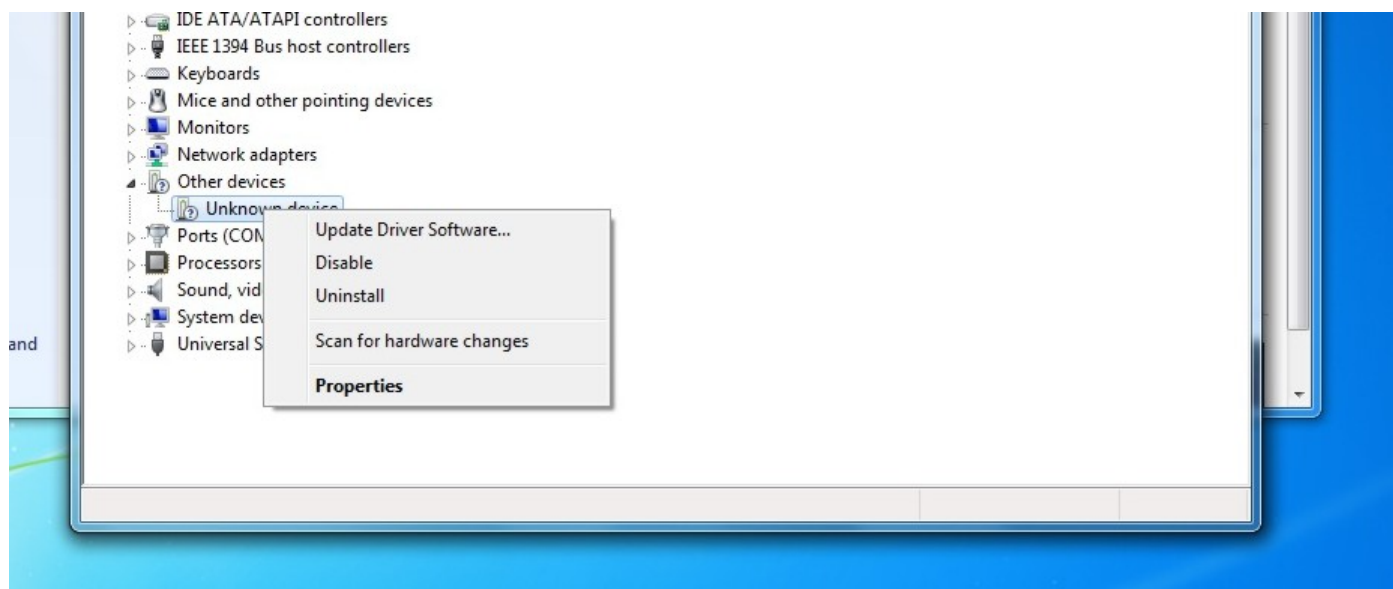 IDE ATA/ATAPI controllers
IEEE 1394 Bus host controllers
Keyboards
Mice and other pointing devices
Monitors
Network adapters
Other devices
Unknown device
Update Driver Software...
Ports (COM
Disable
Processors
Uninstall
Sound, vid
System dev
Scan for hardware changes
and
Universal S
Properties